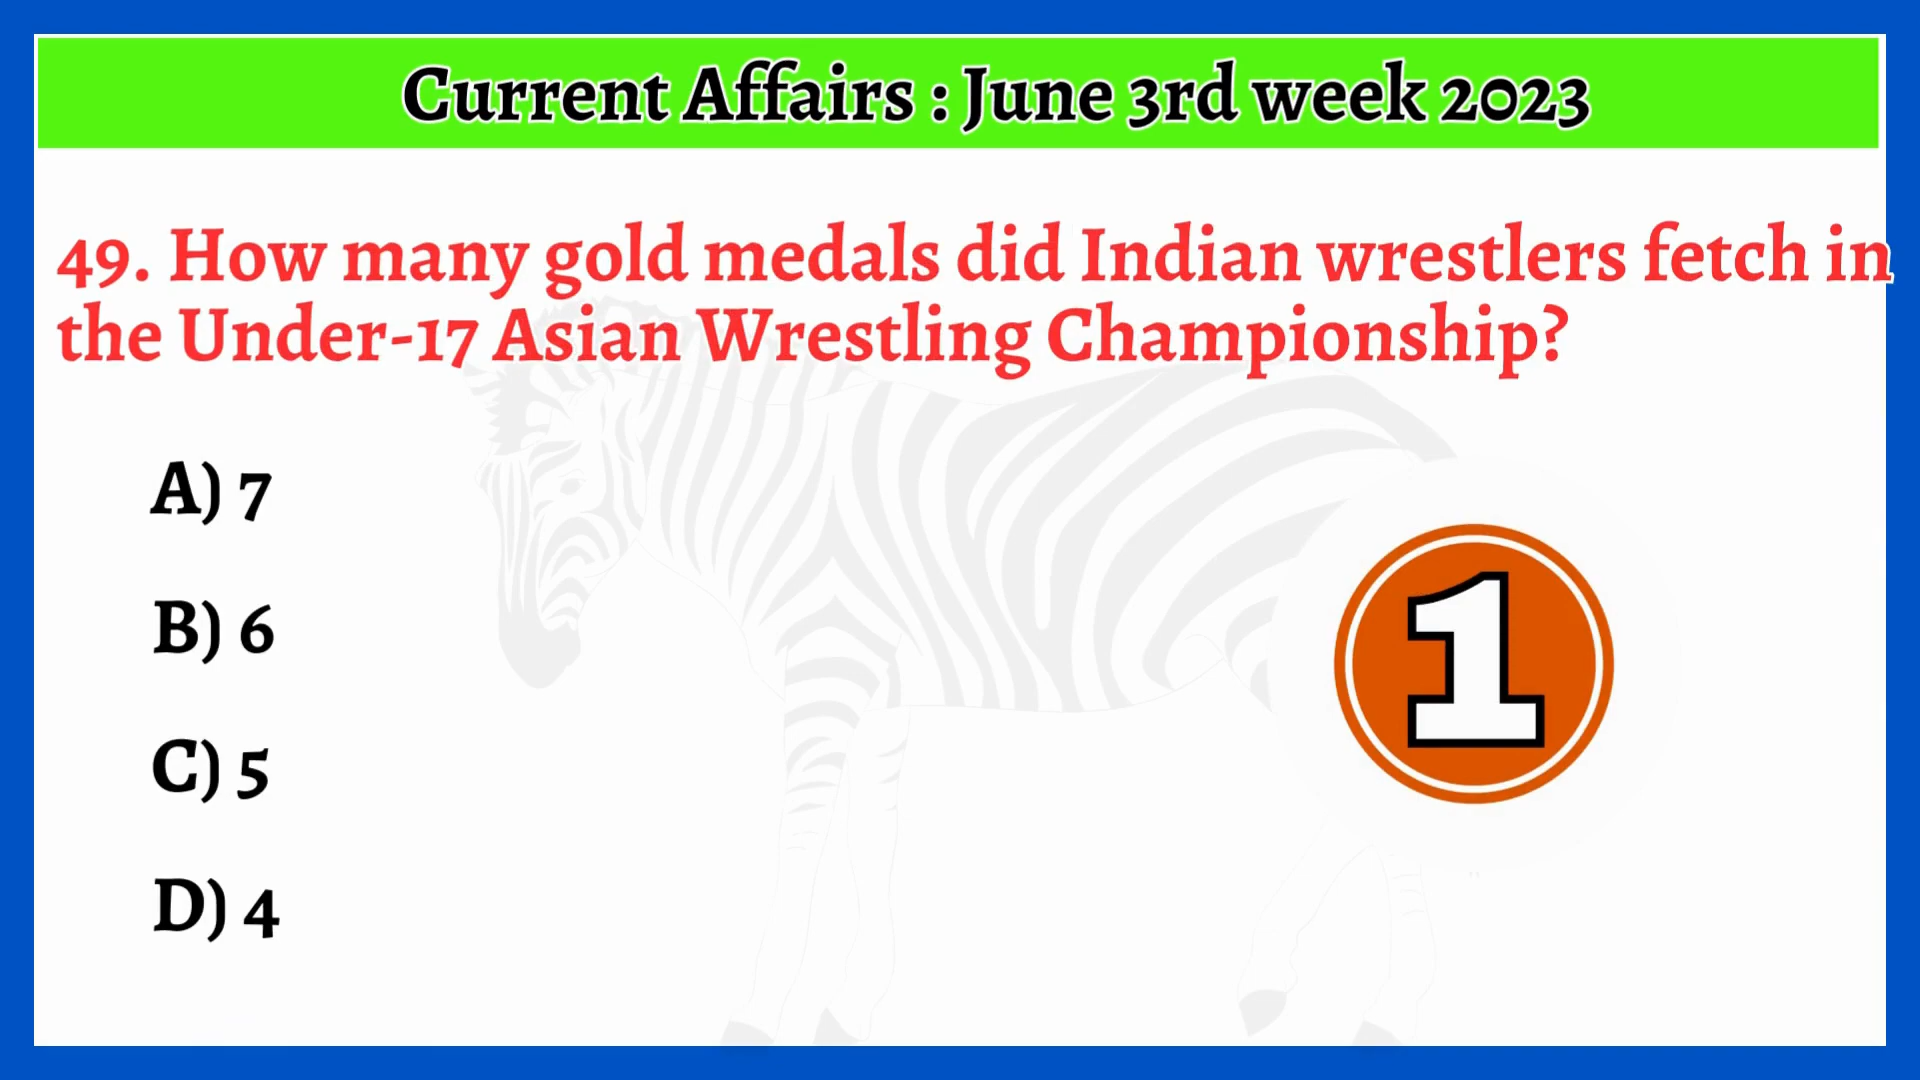 Current Affairs : June 3rd week 2023
49. How many gold medals did Indian wrestlers fetch in
the Under-17 Asian Wrestling Championship?
A) 7
B) 6
C) 5
D) 4
1